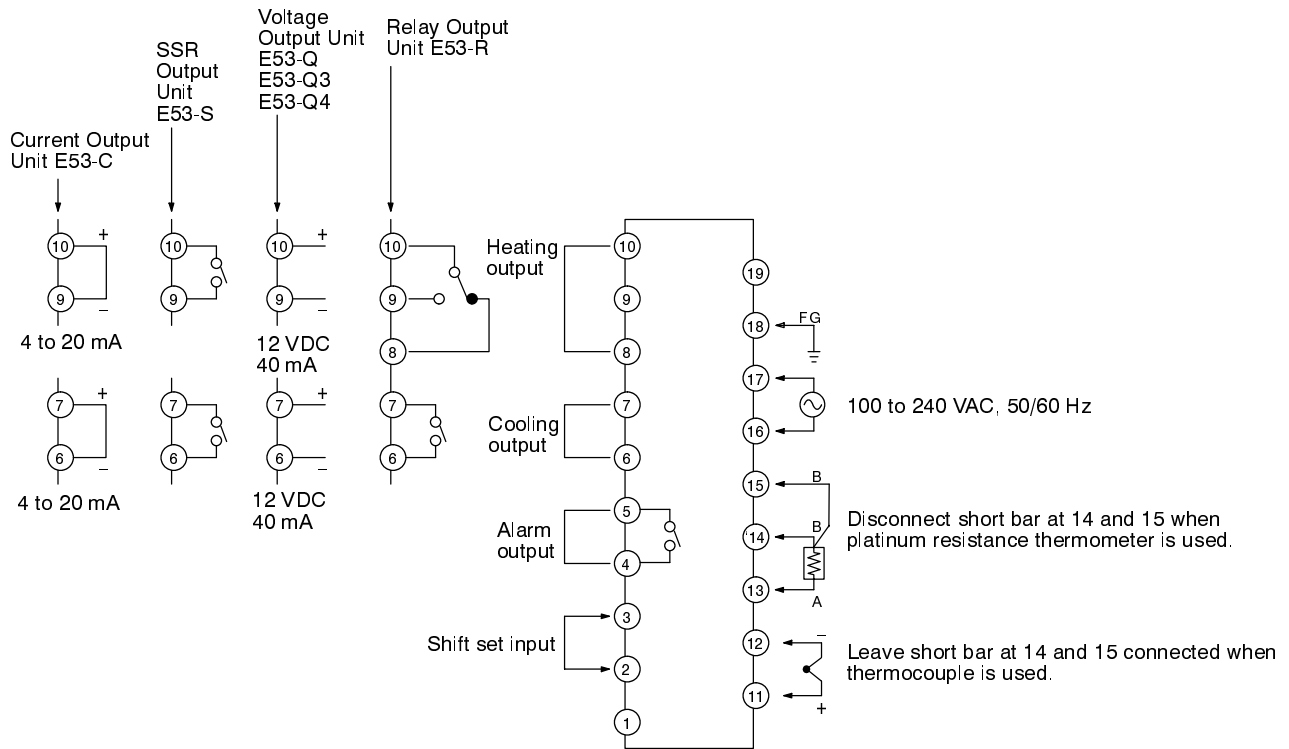 Voltage
Output Unit
E53-Q
E53-Q3
E53-Q4
Relay Output
Unit E53-R
SSR
Output
Unit
E53-S
Current Output
Unit E53-C
10
+
9
–
4 to 20 mA
7
+
6
–
4 to 20 mA
10
9
7
6
10
+
9
–
12 VDC
40 mA
7
+
6
–
12 VDC
40 mA
10
9
8
7
6
Heating
output
Cooling
output
Alarm
output
Shift set input
10
9
8
7
6
5
4
3
2
1
19
18
FG
17
16
100 to 240 VAC, 50/60 Hz
15
B
14
B
13
A
Disconnect short bar at 14 and 15 when
platinum resistance thermometer is used.
12
–
11
+
Leave short bar at 14 and 15 connected when
thermocouple is used.